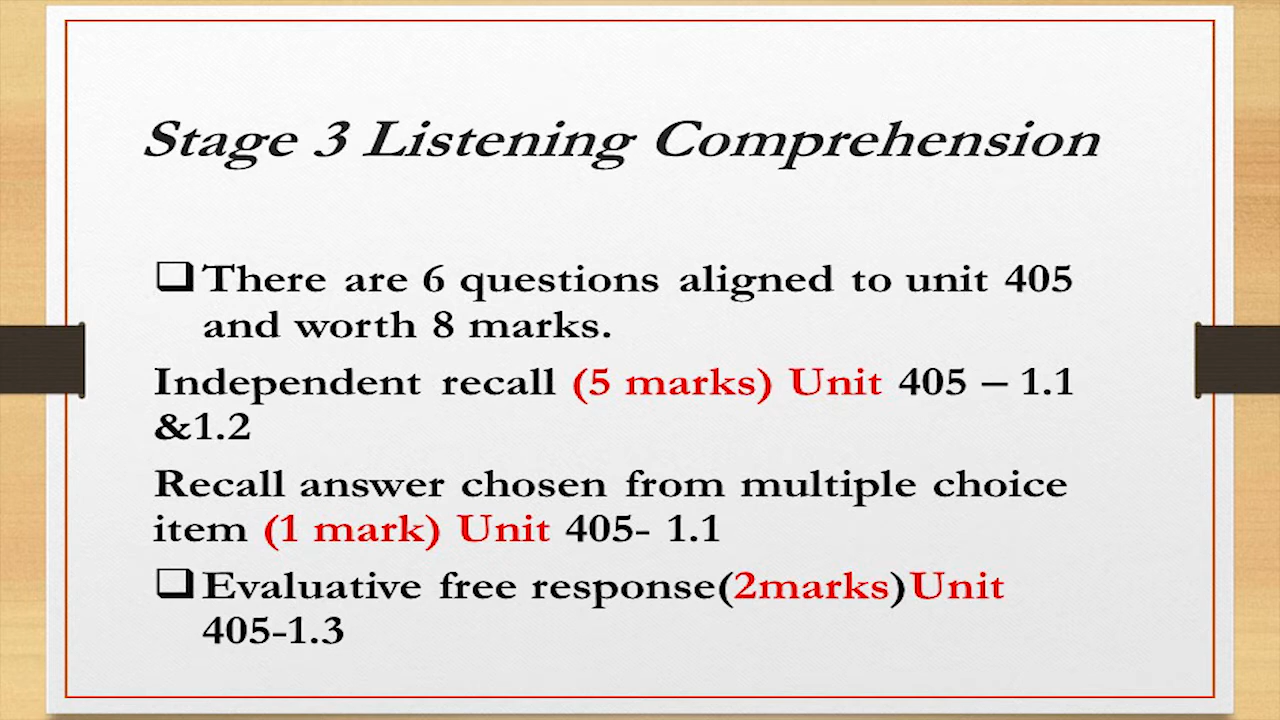 Stage 3 Listening Comprehension
❑There are 6 questions aligned to unit 405
and worth 8 marks.
Independent recall (5 marks) Unit 405 – 1.1
&1.2
Recall answer chosen from multiple choice
item (1 mark) Unit 405- 1.1
❑Evaluative free response(2marks)Unit
405-1.3